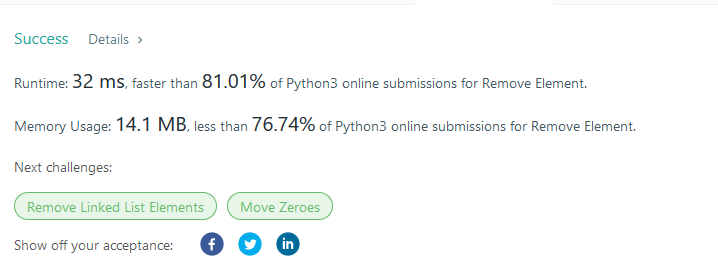 Success Details >
Runtime: 32 ms, faster than 81.01% of Python3 online submissions for Remove Element.
Memory Usage: 14.1 MB, less than 76.74% of Python3 online submissions for Remove Element.
Next challenges:
Remove Linked List Elements Move Zeroes
Show off your acceptance: f in